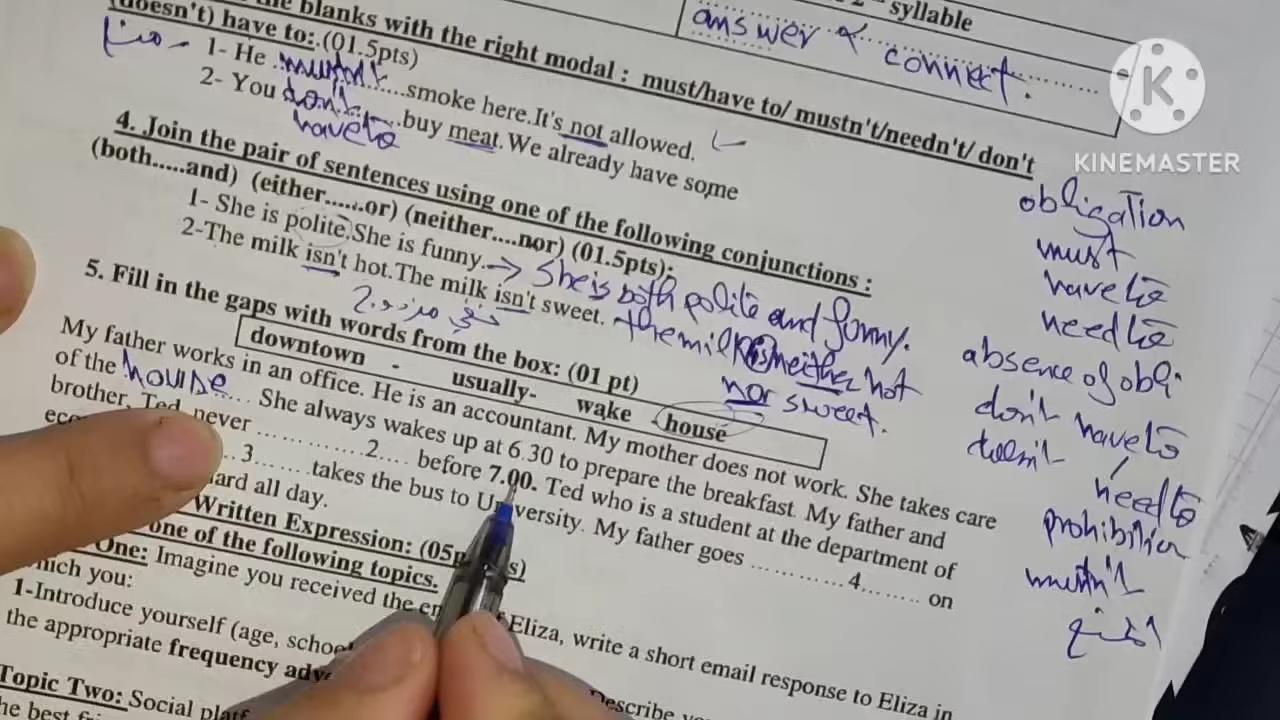 2 - syllable
answer & connect.
the blanks with the right modal : must/have to/ mustn't/needn't/ don't
(doesn't) have to:.(01.5pts)
1- He mustn't smoke here.It's not allowed.
2- You don't have to buy meat.We already have some
4. Join the pair of sentences using one of the following conjunctions :
(both.....and) (either......or) (neither....nor) (01.5pts):
1- She is polite.She is funny. → She is both polite and funny.
2-The milk isn't hot.The milk isn't sweet. the milk is neither hot
nor sweet.
5. Fill in the gaps with words from the box: (01 pt)
downtown - usually- wake house
My father works in an office. He is an accountant. My mother does not work. She takes care
of the house.... She always wakes up at 6.30 to prepare the breakfast. My father and
brother, Ted never ...........2.... before 7.00. Ted who is a student at the department of
3.......takes the bus to University. My father goes ............4........ on
hard all day.
Written Expression: (05
one of the following topics.
One: Imagine you received the Eliza, write a short email response to Eliza in
which you:
1-Introduce yourself (age,
the appropriate frequency
Topic Two: Social
the best
obligation
must
have to
need to
absence of obli
don't have to
doesn't
need to
prohibition
mustn't
KINEMASTER